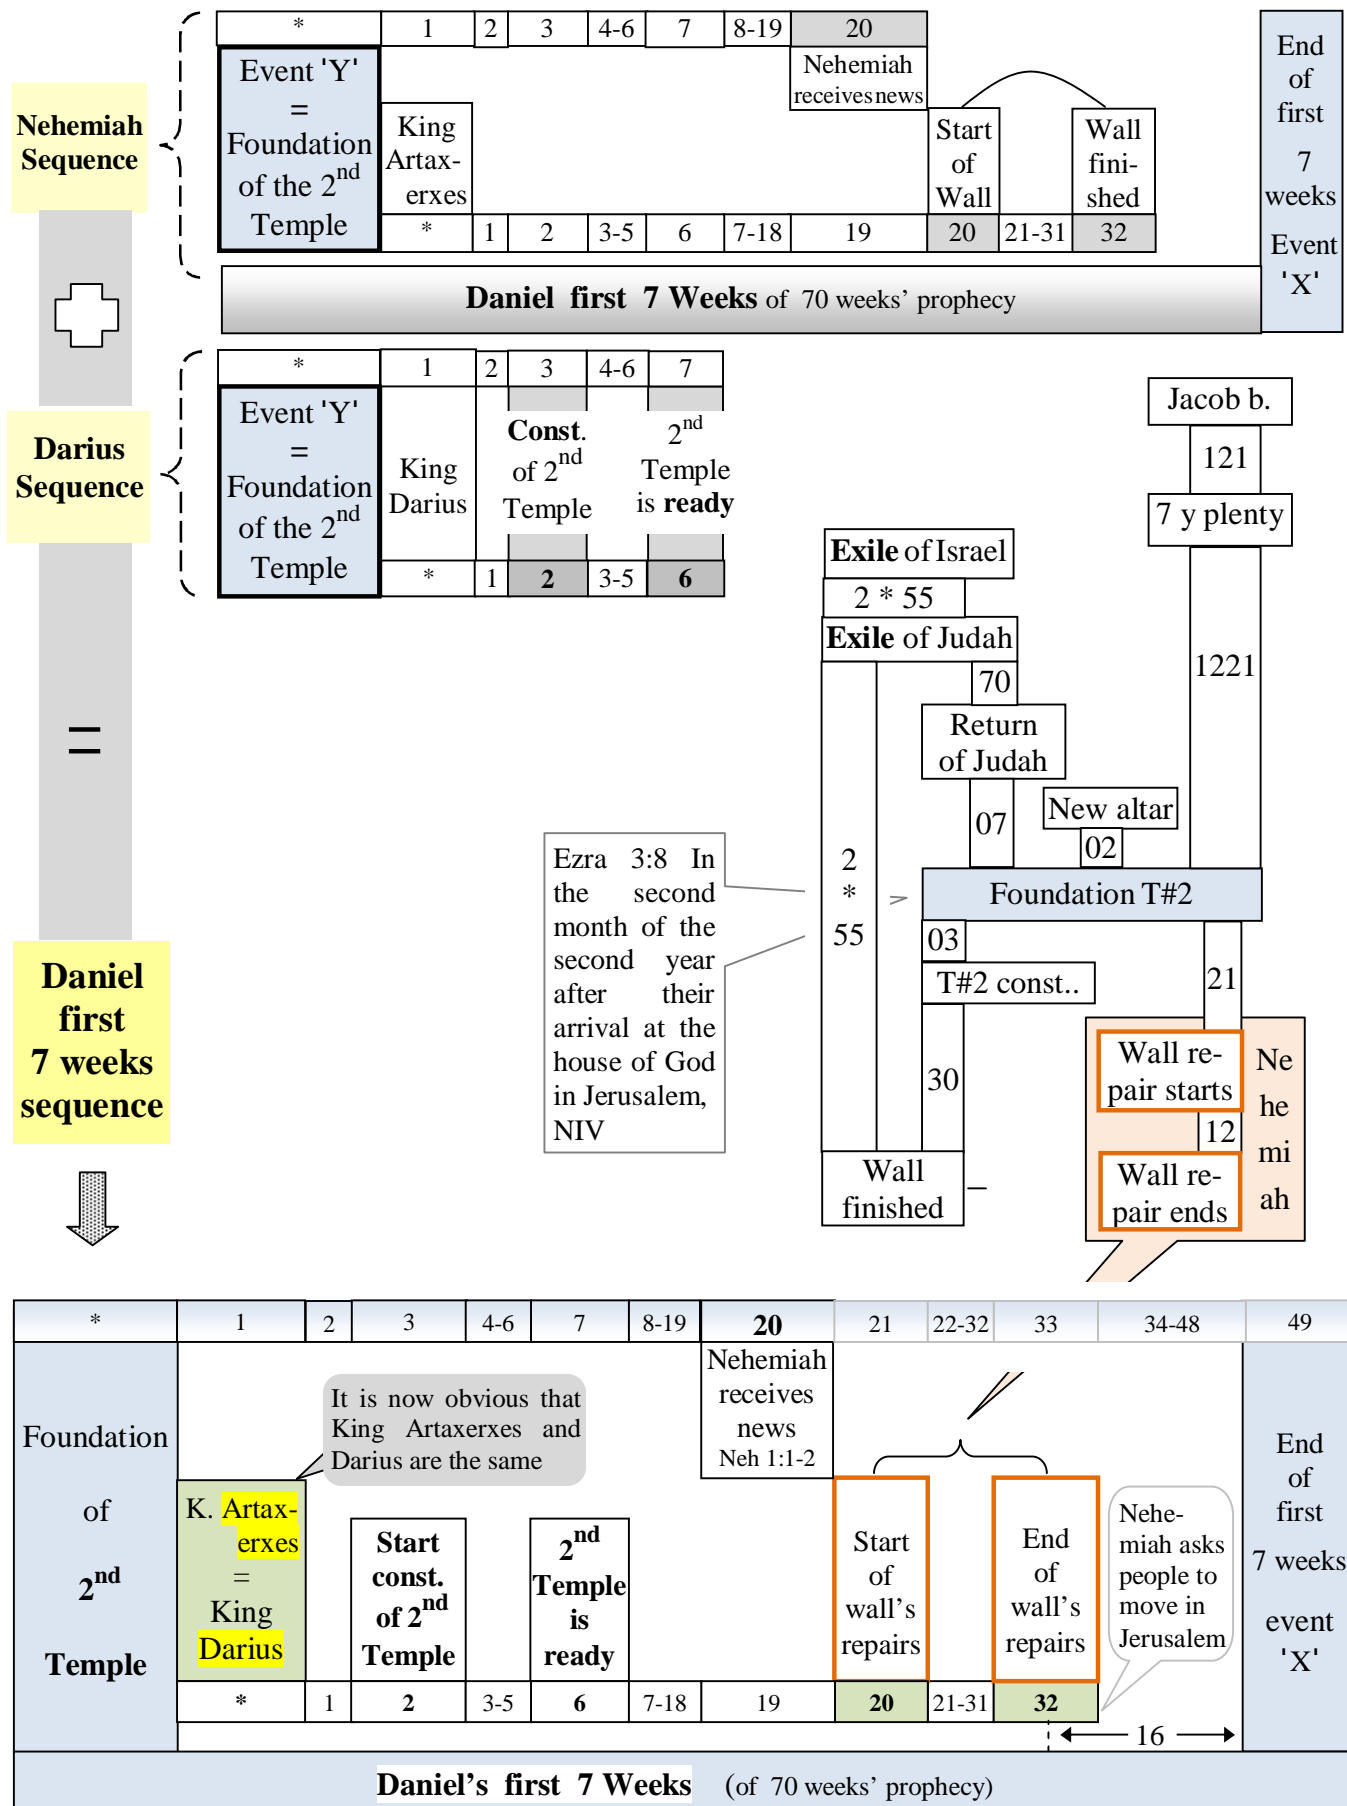 * 1 2 3 4-6 7 8-19 20
Nehemiah
Sequence
Event 'Y'
=
Foundation
of the 2nd
Temple
King
Artax-
erxes
Nehemiah
receives news
Start
of
Wall
Wall
fini-
shed
* 1 2 3-5 6 7-18 19 20 21-31 32
End
of
first
7
weeks
Event
'X'
Daniel first 7 Weeks of 70 weeks' prophecy
* 1 2 3 4-6 7
Darius
Sequence
Event 'Y'
=
Foundation
of the 2nd
Temple
King
Darius
Const.
of 2nd
Temple
2nd
Temple
is ready
* 1 2 3-5 6
=
Daniel
first
7 weeks
sequence
Jacob b.
121
7 y plenty
1221
Exile of Israel
2 * 55
Exile of Judah
70
Return
of Judah
07
New altar
02
2
*
55
Ezra 3:8 In
the second
month of the
second year
after their
arrival at the
house of God
in Jerusalem,
NIV
Foundation T#2
03
T#2 const..
30
Wall
finished
21
Wall re-
pair starts
12
Wall re-
pair ends
Ne
he
mi
ah
* 1 2 3 4-6 7 8-19 20 21 22-32 33 34-48 49
Foundation
of
2nd
Temple
It is now obvious that
King Artaxerxes and
Darius are the same
K. Artax-
erxes
=
King
Darius
Start
const.
of 2nd
Temple
2nd
Temple
is
ready
Nehemiah
receives
news
Neh 1:1-2
Start
of
wall's
repairs
End
of
wall's
repairs
Nehe-
miah asks
people to
move in
Jerusalem
End
of
first
7 weeks
event
'X'
* 1 2 3-5 6 7-18 19 20 21-31 32
16
Daniel's first 7 Weeks (of 70 weeks' prophecy)